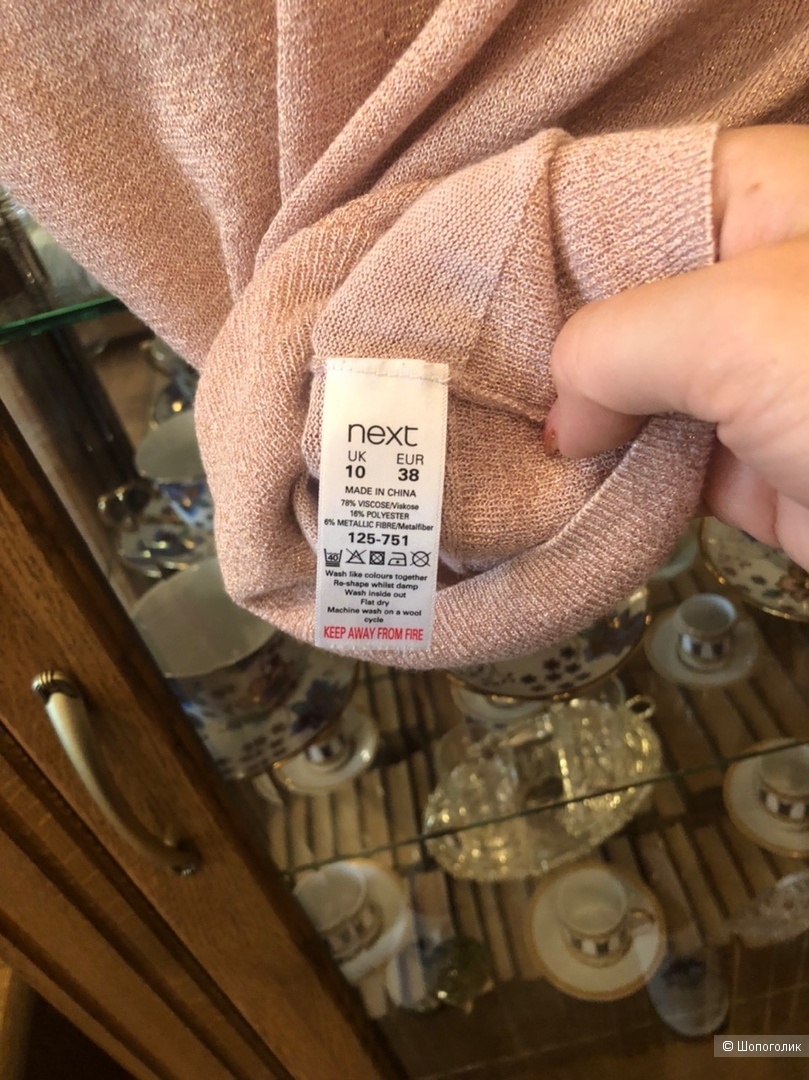 next
UK EUR
10 38
MADE IN CHINA
78% VISCOSE/Viskose
16% POLYESTER
6% METALLIC FIBRE/Metalfiber
125-751
40
Wash like colours together
Re-shape whilst damp
Wash inside out
Flat dry
Machine wash on a wool
cycle
KEEP AWAY FROM FIRE
© Шопоголик